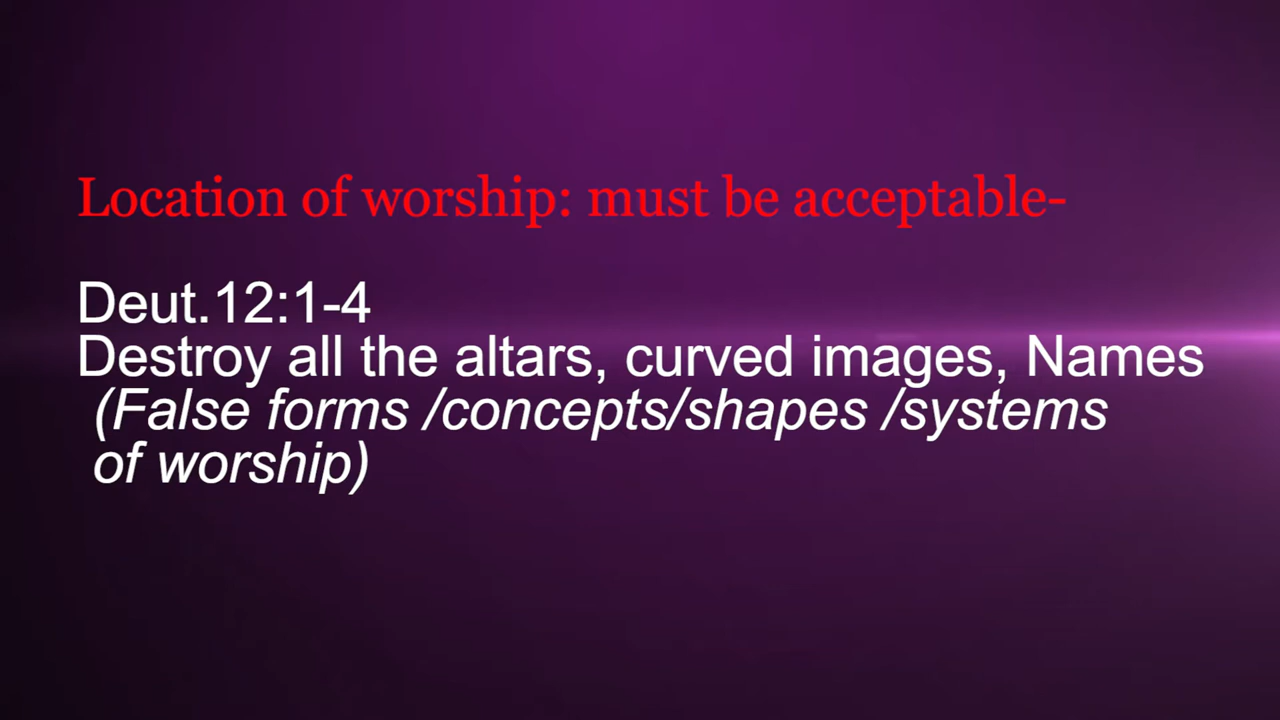 Location of worship: must be acceptable-
Deut.12:1-4
Destroy all the altars, curved images, Names
(False forms /concepts/shapes /systems
of worship)